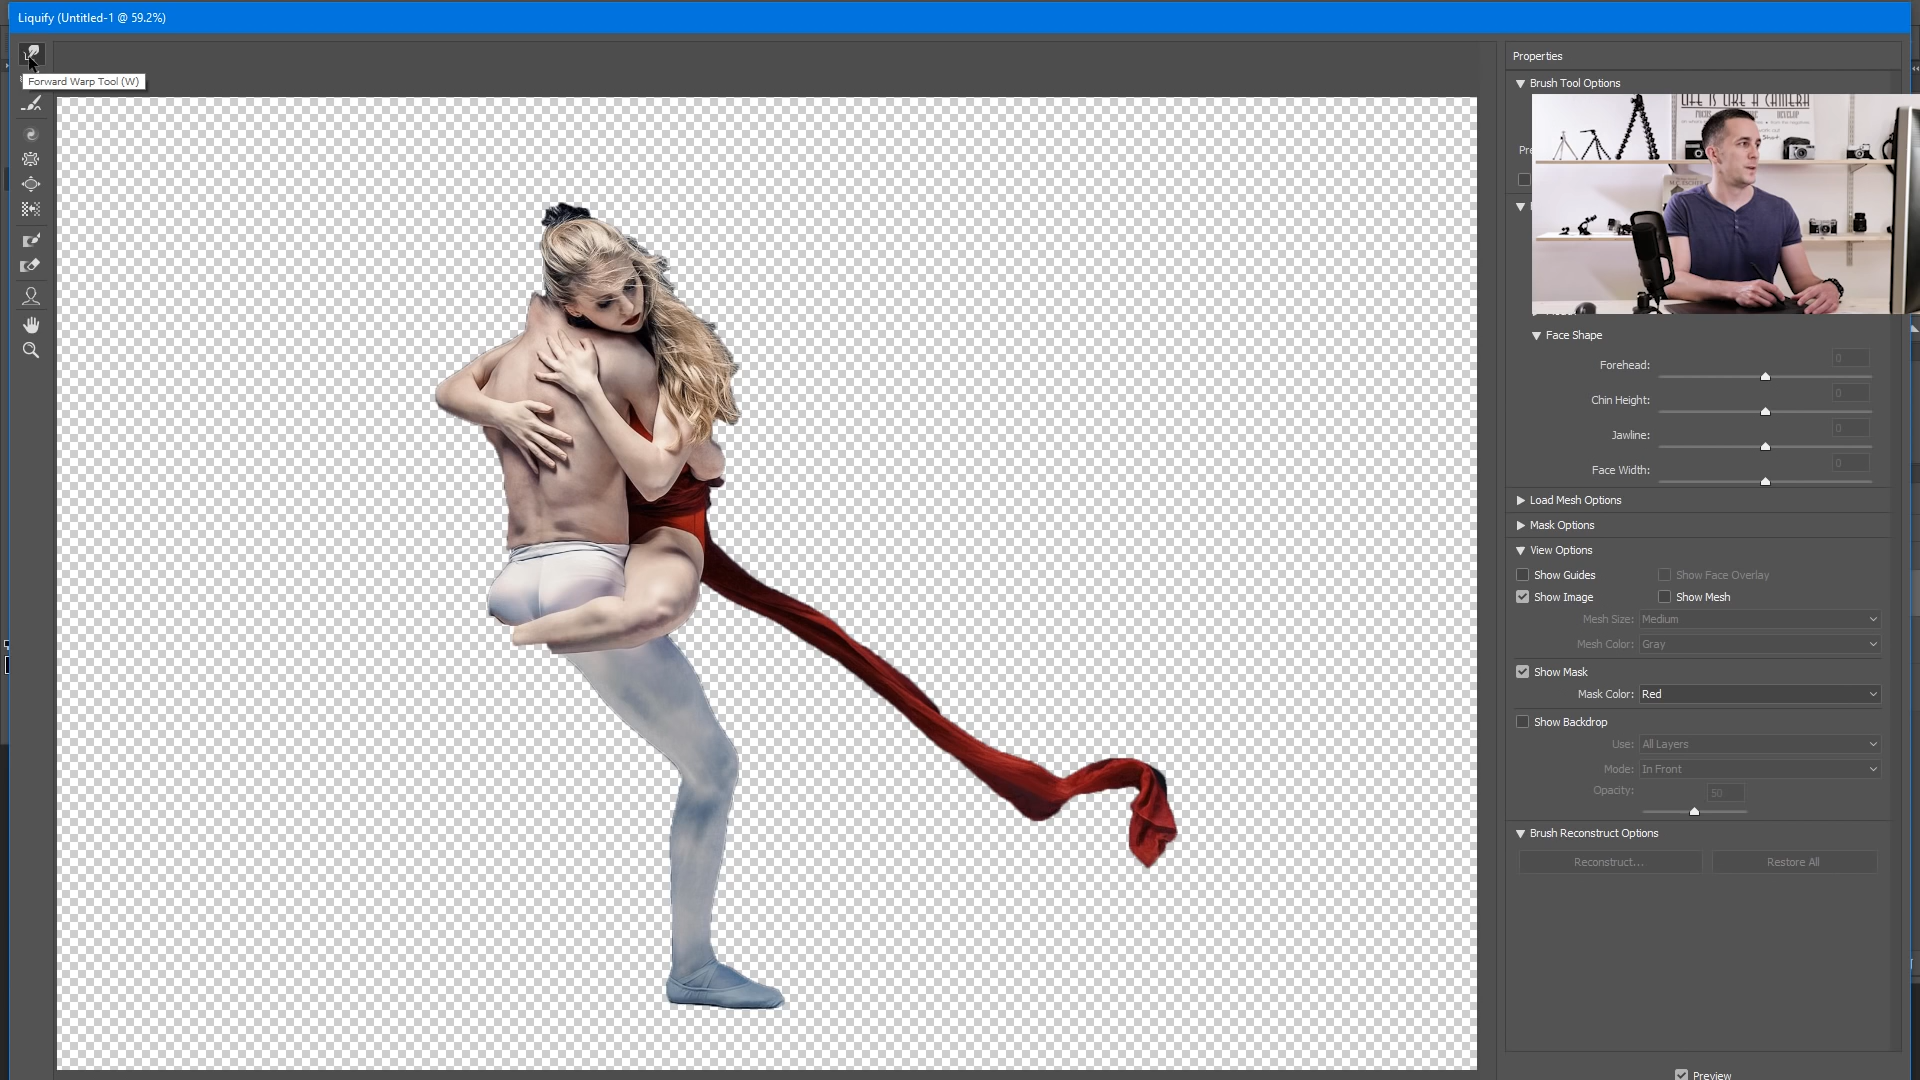 Liquify (Untitled-1 @ 59.2%)
Forward Warp Tool (W)
Properties
Brush Tool Options
LIFE IS LIKE A CAMERA
DEVELOP
Face Shape
Forehead:
0
Chin Height:
0
Jawline:
0
Face Width:
0
Load Mesh Options
Mask Options
View Options
Show Guides
Show Face Overlay
Show Image
Show Mesh
Mesh Size: Medium
Mesh Color: Gray
Show Mask
Mask Color: Red
Show Backdrop
Use: All Layers
Mode: In Front
Opacity: 50
Brush Reconstruct Options
Reconstruct...
Restore All
Preview